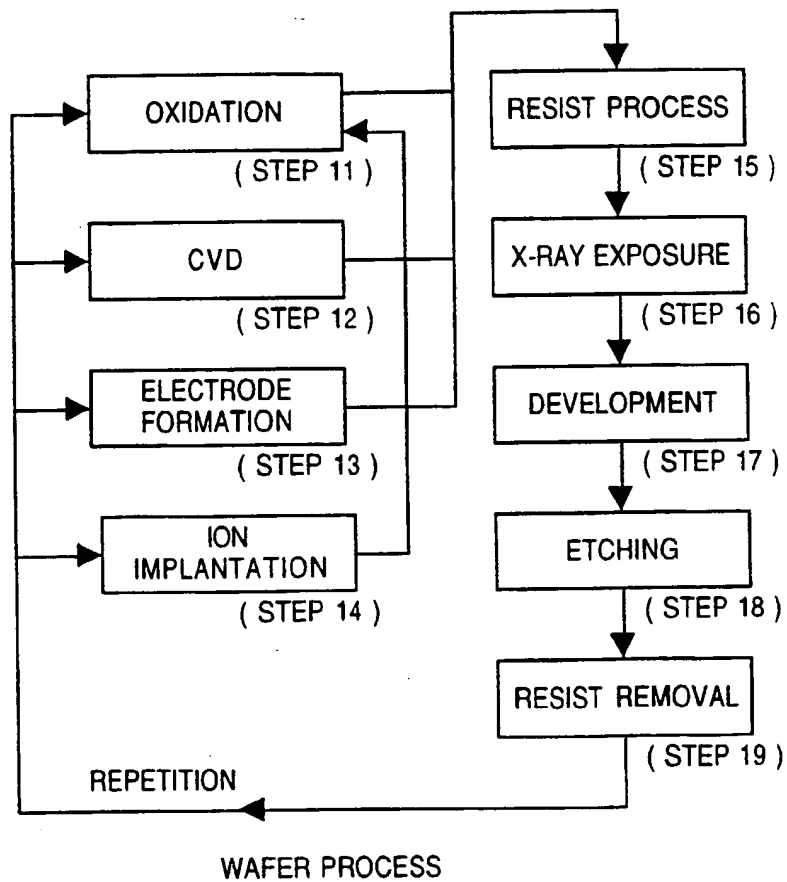 OXIDATION
( STEP 11 )
CVD
( STEP 12 )
ELECTRODE
FORMATION
( STEP 13 )
ION
IMPLANTATION
( STEP 14 )
RESIST PROCESS
( STEP 15 )
X-RAY EXPOSURE
( STEP 16 )
DEVELOPMENT
( STEP 17 )
ETCHING
( STEP 18 )
RESIST REMOVAL
( STEP 19 )
REPETITION
WAFER PROCESS